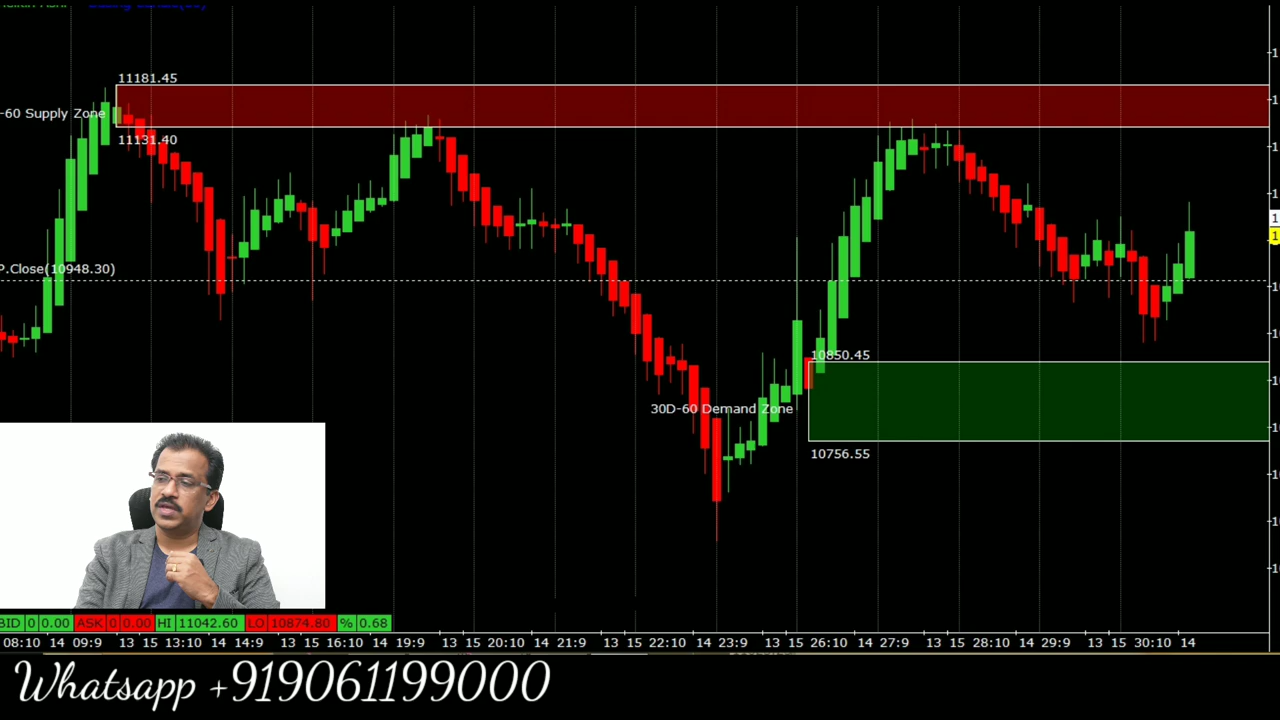 11181.45
-60 Supply Zone
11131.40
P.Close(10948.30)
10850.45
30D-60 Demand Zone
10756.55
BID 0 0.00 ASK 0 0.00 HI 11042.60 LO 10874.80 % 0.68
08:10 14 09:9 13 15 13:10 14 14:9 13 15 16:10 14 19:9 13 15 20:10 14 21:9 13 15 22:10 14 23:9 13 15 26:10 14 27:9 13 15 28:10 14 29:9 13 15 30:10 14
Whatsapp +919061199000